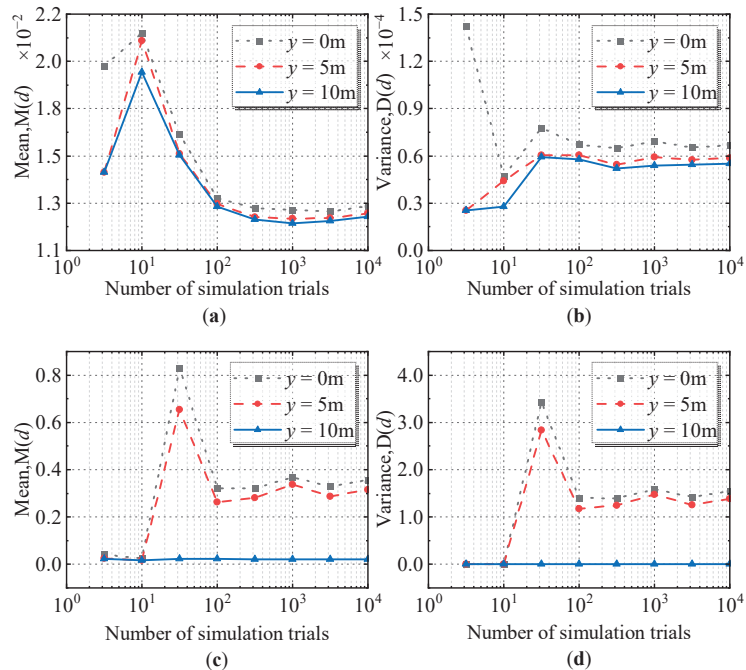 ×10⁻²
Mean,M(d)
2.2
2.0
1.8
1.5
1.3
1.1
y = 0m
y = 5m
y = 10m
10⁰ 10¹ 10² 10³ 10⁴
Number of simulation trials
(a)
×10⁻⁴
Variance,D(d)
1.5
0.9
0.6
0.3
0.0
y = 0m
y = 5m
y = 10m
10⁰ 10¹ 10² 10³ 10⁴
Number of simulation trials
(b)
Mean,M(d)
0.8
0.6
0.4
0.2
0.0
y = 0m
y = 5m
y = 10m
10⁰ 10¹ 10² 10³ 10⁴
Number of simulation trials
(c)
Variance,D(d)
4.0
3.0
2.0
1.0
0.0
y = 0m
y = 5m
y = 10m
10⁰ 10¹ 10² 10³ 10⁴
Number of simulation trials
(d)